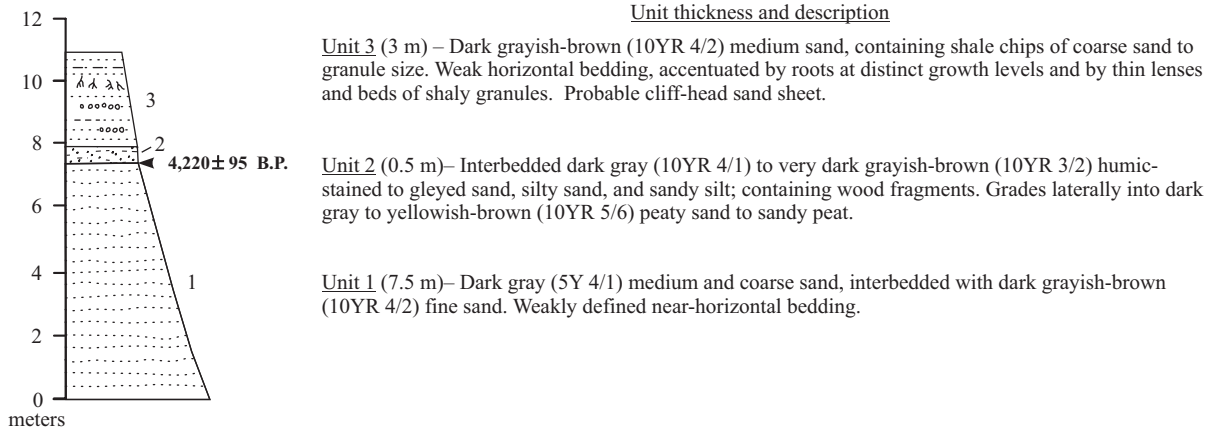 Unit thickness and description
12
10
8
6
4
2
0
meters
3
2
4,220± 95 B.P.
1
Unit 3 (3 m) – Dark grayish-brown (10YR 4/2) medium sand, containing shale chips of coarse sand to
granule size. Weak horizontal bedding, accentuated by roots at distinct growth levels and by thin lenses
and beds of shaly granules. Probable cliff-head sand sheet.
Unit 2 (0.5 m)– Interbedded dark gray (10YR 4/1) to very dark grayish-brown (10YR 3/2) humic-
stained to gleyed sand, silty sand, and sandy silt; containing wood fragments. Grades laterally into dark
gray to yellowish-brown (10YR 5/6) peaty sand to sandy peat.
Unit 1 (7.5 m)– Dark gray (5Y 4/1) medium and coarse sand, interbedded with dark grayish-brown
(10YR 4/2) fine sand. Weakly defined near-horizontal bedding.